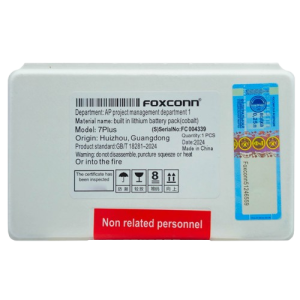 FOXCONN
Department: AP project management department 1
Material name: built in lithium battery pack(cobalt)
Model: 7Plus
(S)SerialNo: FC004339
Origin: Huizhou, Guangdong
Quantity: 1 PCS
Date:2024
Product standard:GB/T 18281-2024
Made in China
Warning: do not disassemble, puncture squeeze or heat
Or into the fire
The certificate has
been inspected
8
Non related personnel